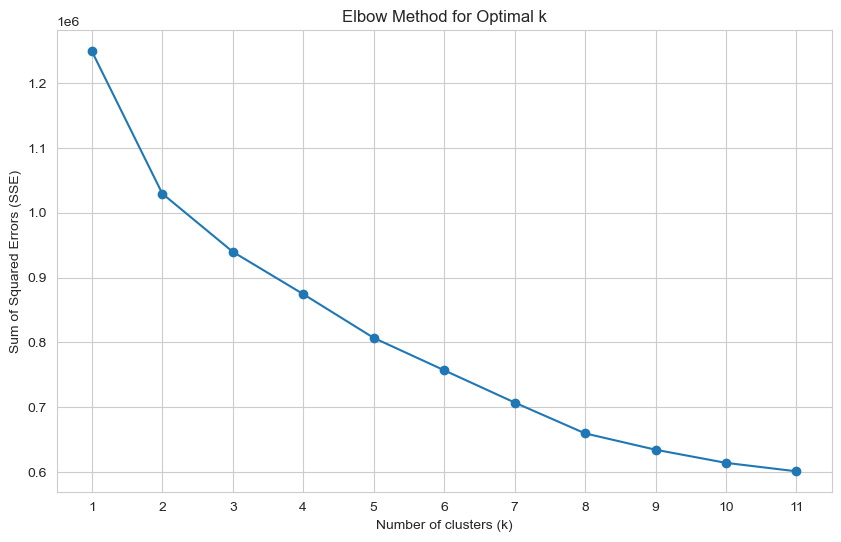 Elbow Method for Optimal k
1e6
1.2
1.1
1.0
0.9
0.8
0.7
0.6
Sum of Squared Errors (SSE)
1 2 3 4 5 6 7 8 9 10 11
Number of clusters (k)